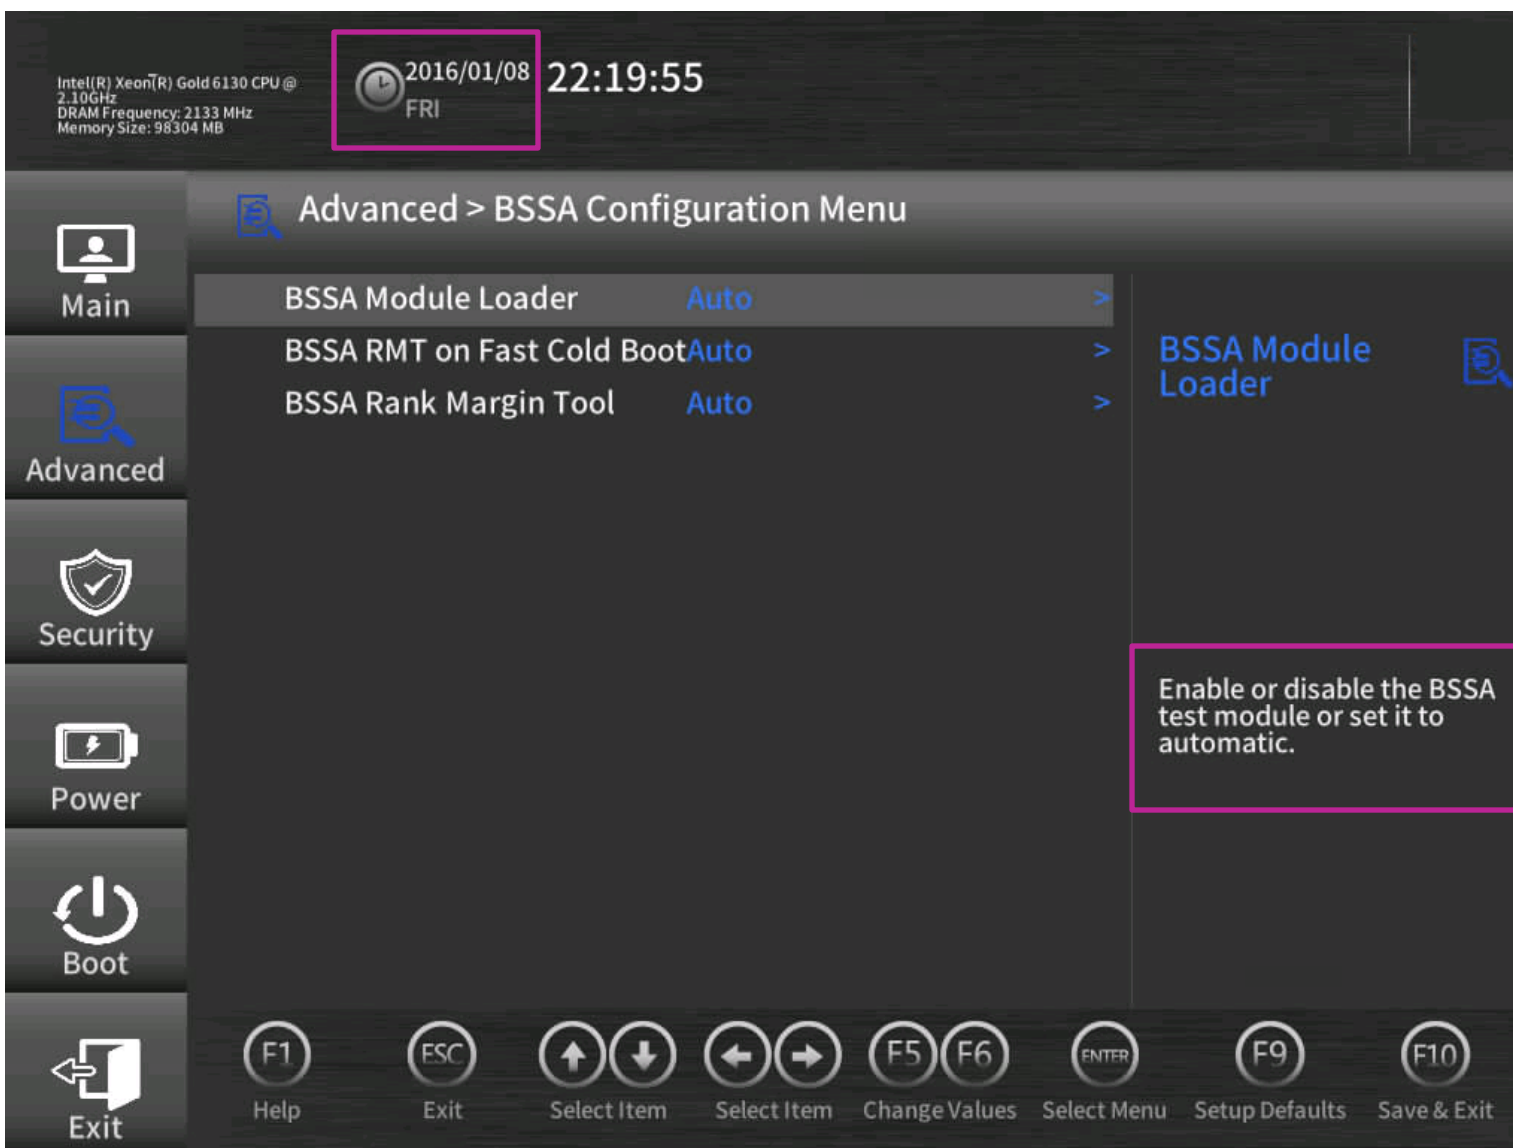 Intel(R) Xeon(R) Gold 6130 CPU @
2.10GHz
DRAM Frequency: 2133 MHz
Memory Size: 98304 MB
2016/01/08
FRI
22:19:55
Advanced > BSSA Configuration Menu
Main
Advanced
Security
Power
Boot
Exit
BSSA Module Loader Auto >
BSSA RMT on Fast Cold Boot Auto >
BSSA Rank Margin Tool Auto >
BSSA Module
Loader
Enable or disable the BSSA
test module or set it to
automatic.
F1 ESC F5 F6 ENTER F9 F10
Help Exit Select Item Select Item Change Values Select Menu Setup Defaults Save & Exit